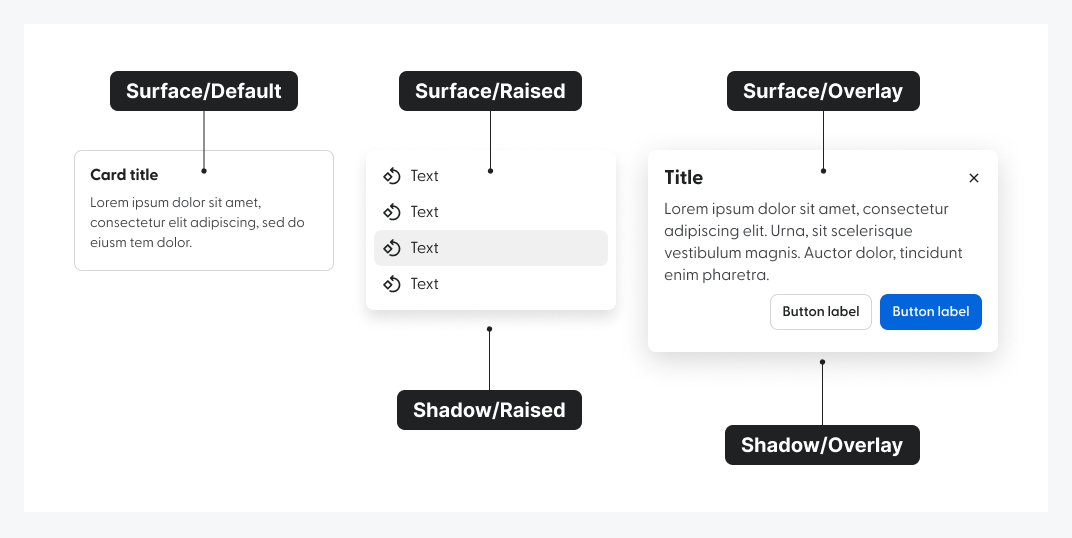 Surface/Default
Surface/Raised
Surface/Overlay
Card title
Lorem ipsum dolor sit amet,
consectetur elit adipiscing, sed do
eiusm tem dolor.
Text
Text
Text
Text
Title
Lorem ipsum dolor sit amet, consectetur
adipiscing elit. Urna, sit scelerisque
vestibulum magnis. Auctor dolor, tincidunt
enim pharetra.
Button label
Button label
Shadow/Raised
Shadow/Overlay